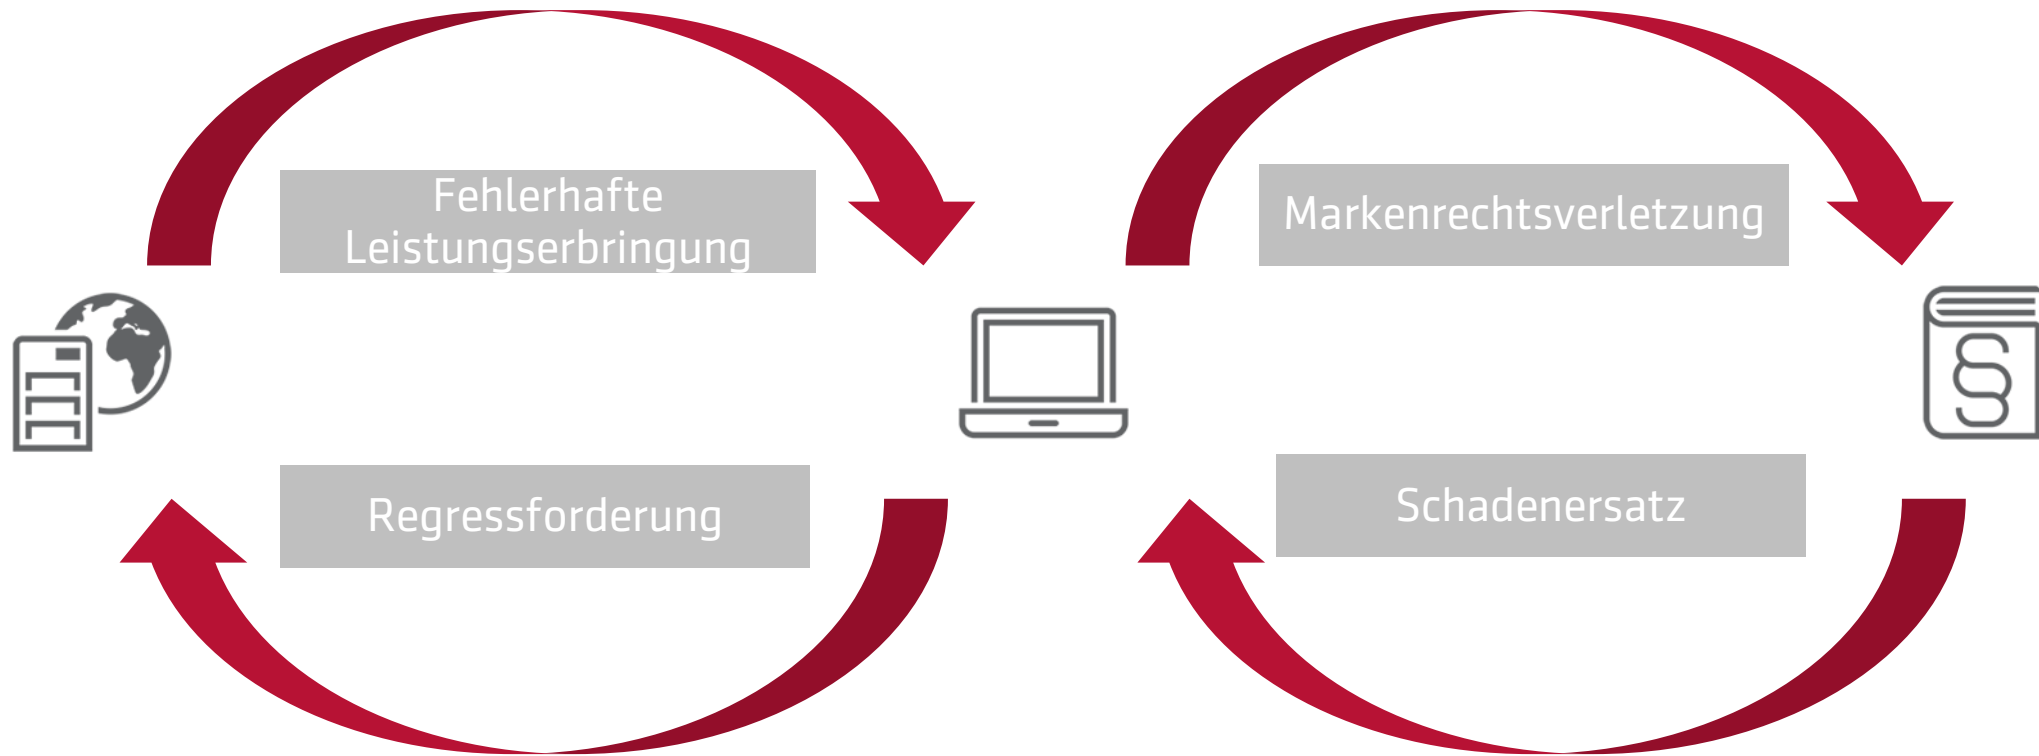 Fehlerhafte
Leistungserbringung
Markenrechtsverletzung
Regressforderung
Schadenersatz